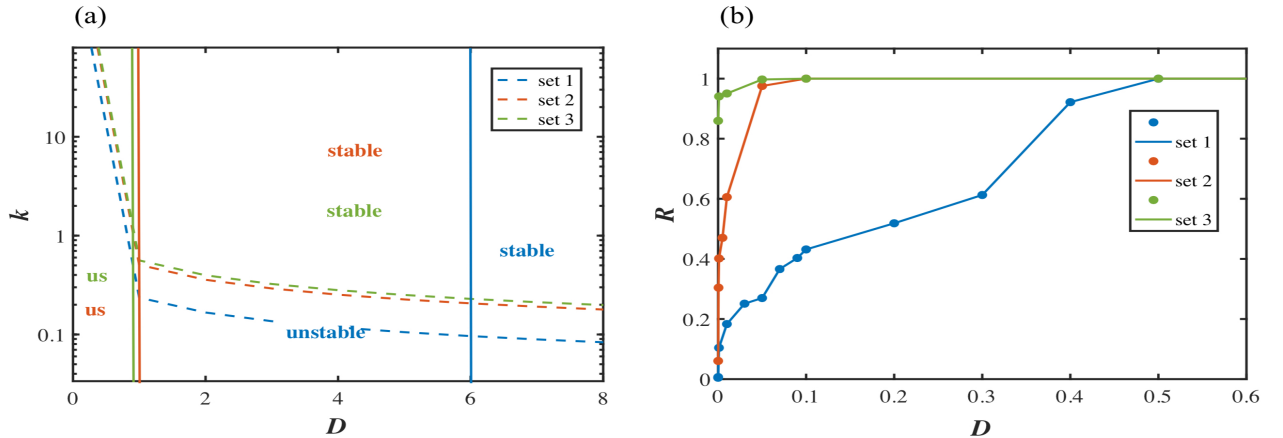 (a)
(b)
set 1
set 2
set 3
stable
stable
stable
us
us
unstable
10
1
0.1
k
0
2
4
6
8
D
1
0.8
0.6
0.4
0.2
0
R
set 1
set 2
set 3
0
0.1
0.2
0.3
0.4
0.5
0.6
D